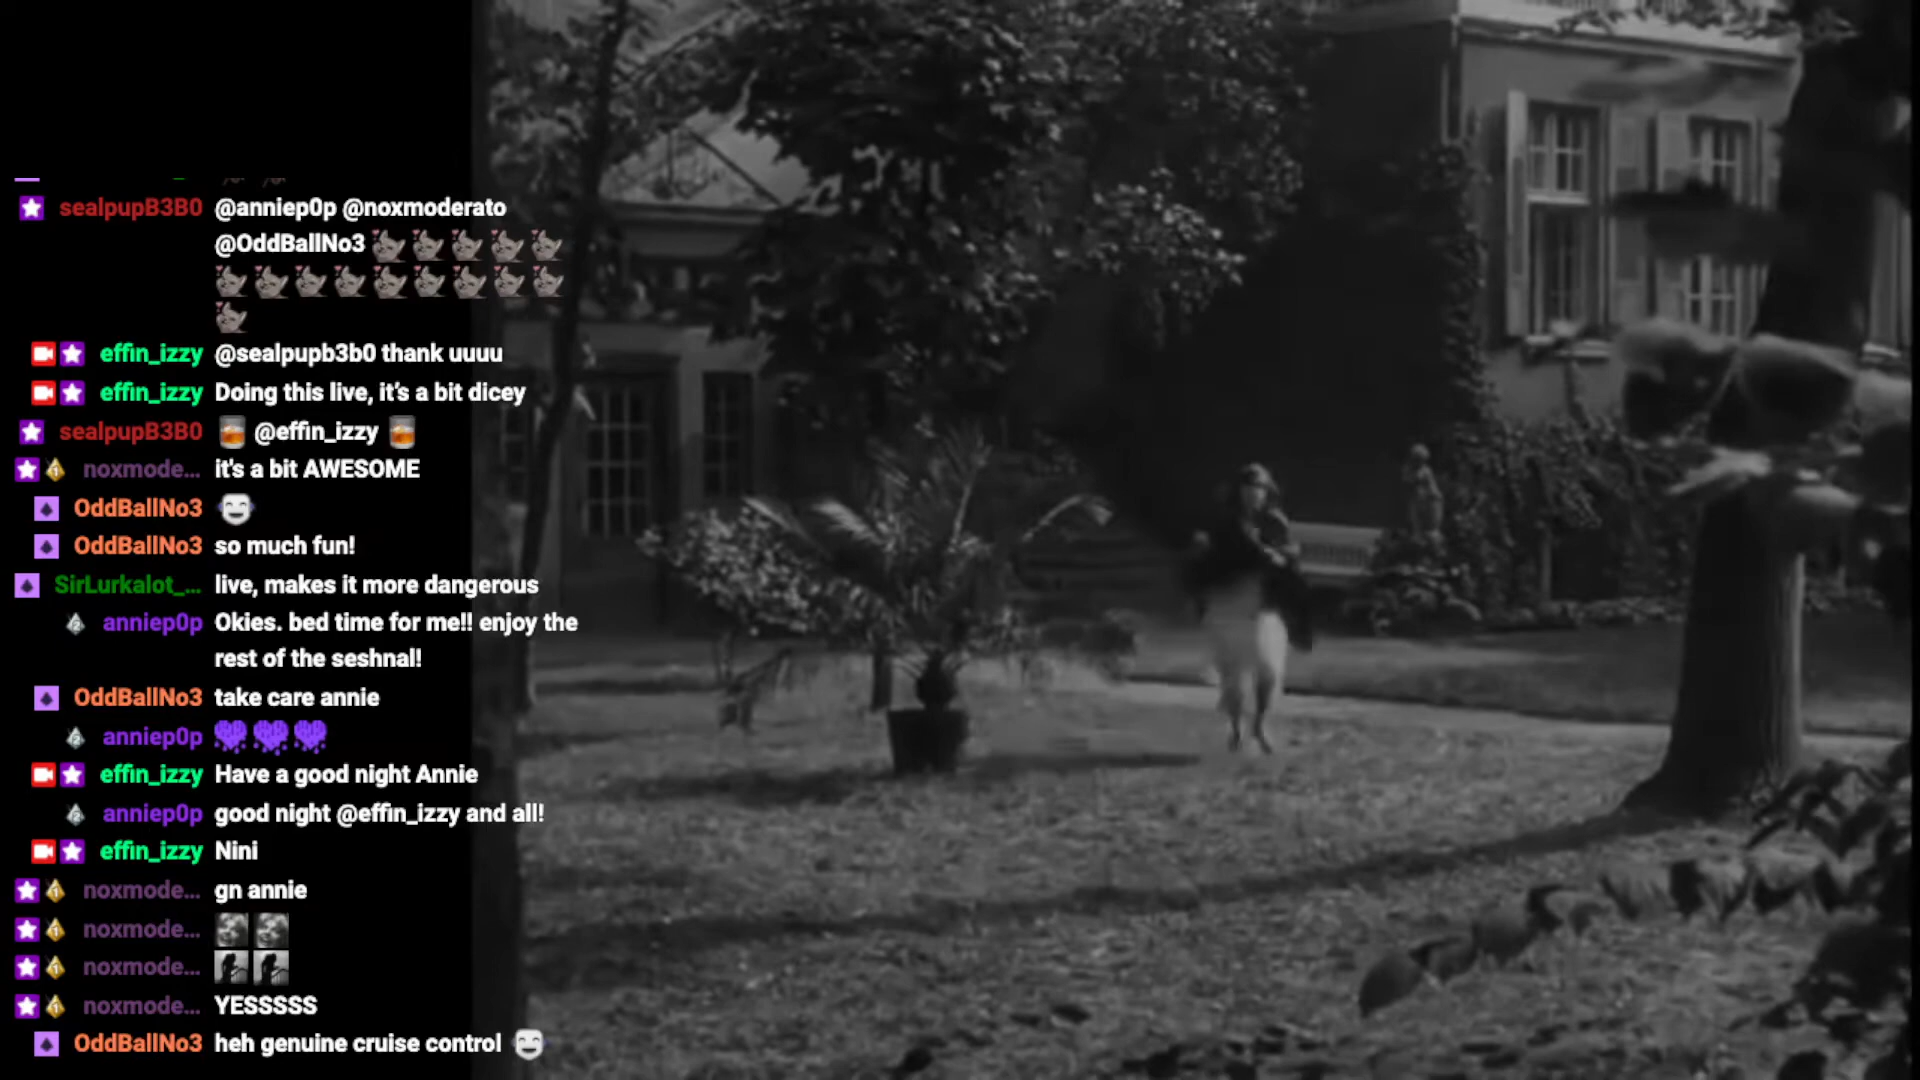 sealpupB3B0 @anniep0p @noxmoderato
@OddBallNo3
effin_izzy @sealpupb3b0 thank uuuu
effin_izzy Doing this live, it's a bit dicey
sealpupB3B0 @effin_izzy
noxmode... it's a bit AWESOME
OddBallNo3
OddBallNo3 so much fun!
SirLurkalot_... live, makes it more dangerous
anniep0p Okies. bed time for me!! enjoy the
rest of the seshnal!
OddBallNo3 take care annie
anniep0p
effin_izzy Have a good night Annie
anniep0p good night @effin_izzy and all!
effin_izzy Nini
noxmode... gn annie
noxmode...
noxmode...
noxmode... YESSSSS
OddBallNo3 heh genuine cruise control